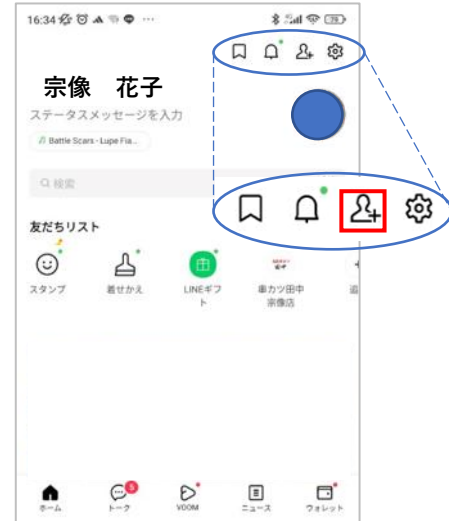 16:34
79
宗像 花子
ステータスメッセージを入力
Battle Scars - Lupe Fia...
検索
友だちリスト
スタンプ
着せかえ
LINEギフト
串カツ田中
宗像店
追
5
ホーム
トーク
VOOM
ニュース
ウォレット